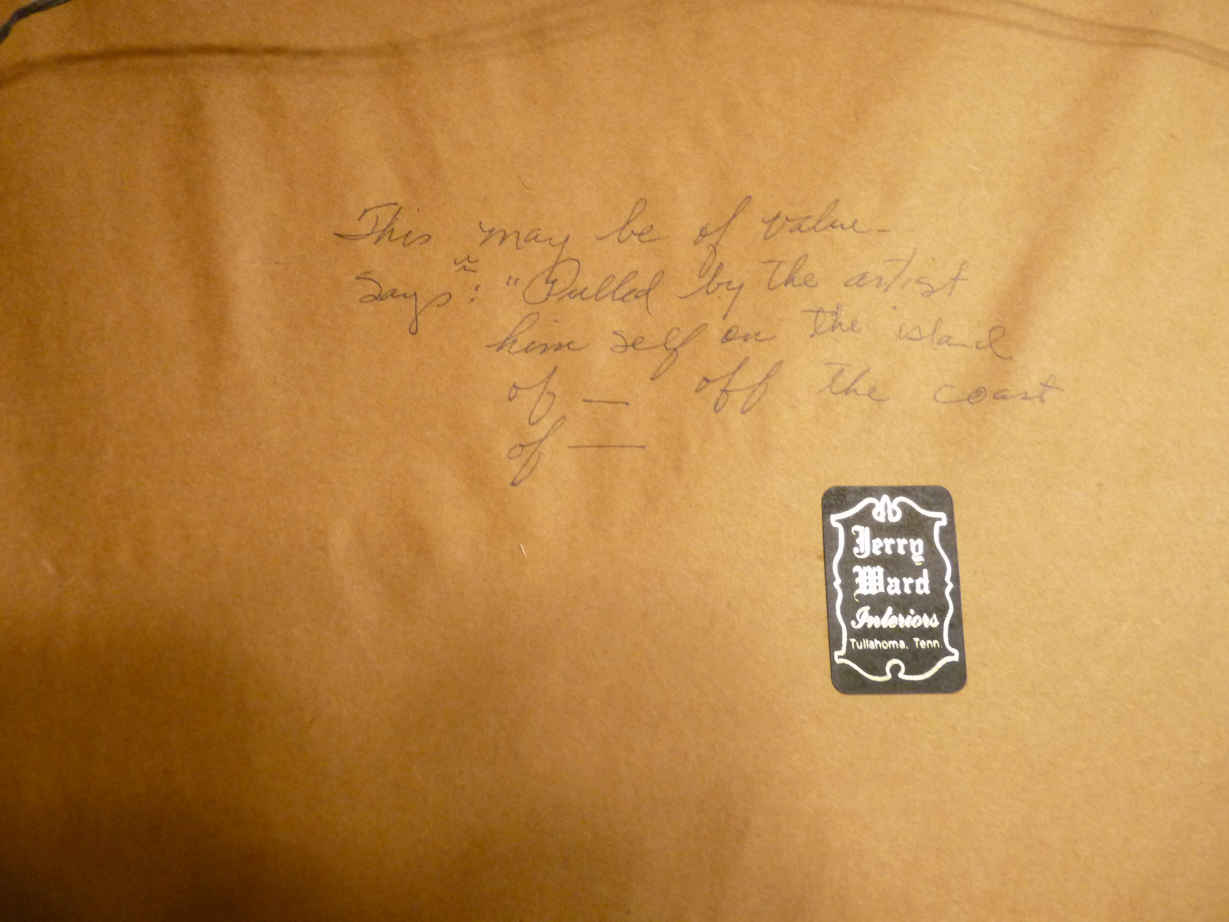 This may be of value-
Says: "Pulled by the artist
him self on the island
of — off the coast
of —
Jerry
Ward
Interiors
Tullahoma, Tenn.